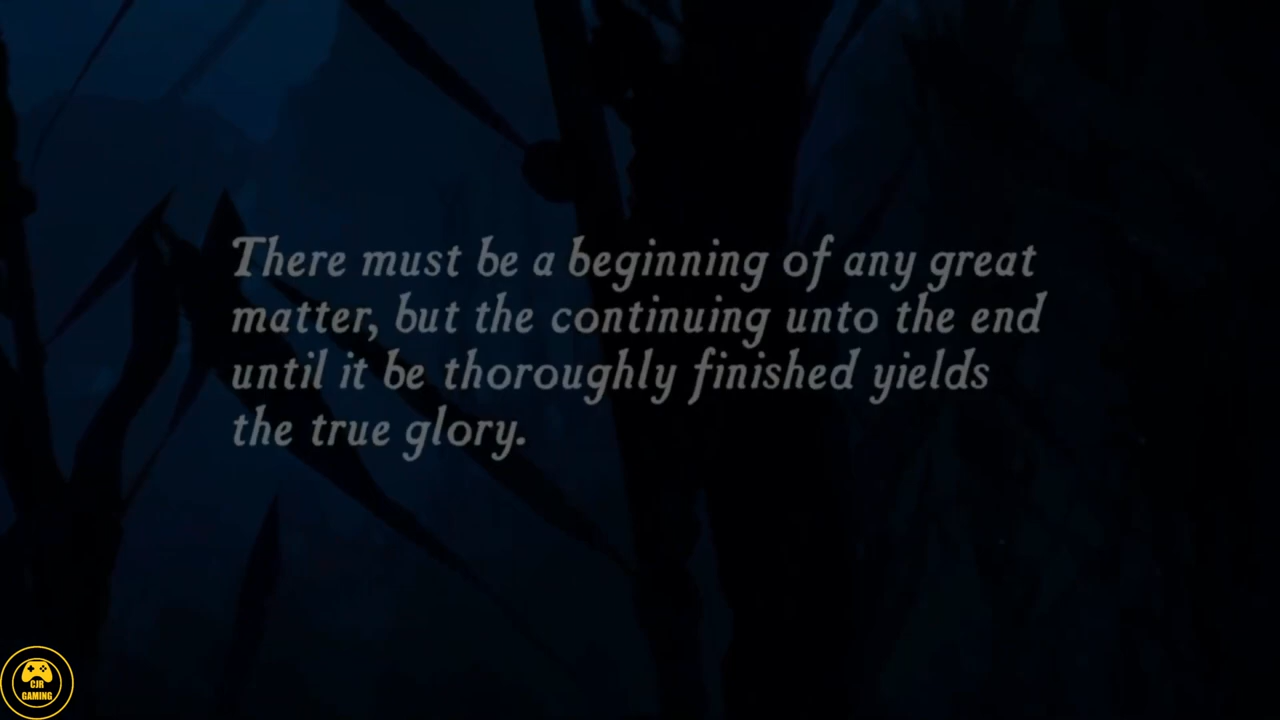 There must be a beginning of any great
matter, but the continuing unto the end
until it be thoroughly finished yields
the true glory.
CJR
GAMING